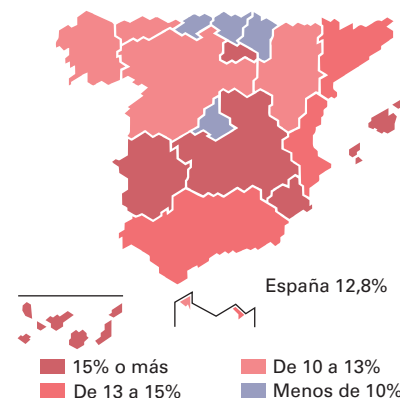 España 12,8%
15% o más
De 10 a 13%
De 13 a 15%
Menos de 10%